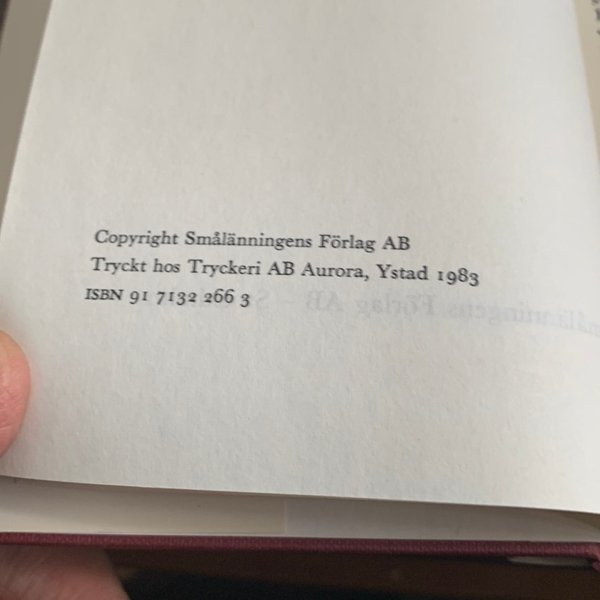 Copyright Smålänningens Förlag AB
Tryckt hos Tryckeri AB Aurora, Ystad 1983
ISBN 91 7132 266 3